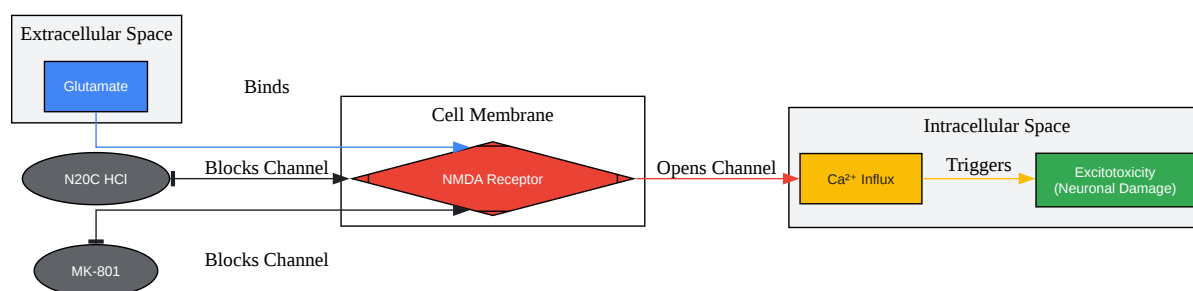 Extracellular Space
Glutamate
Binds
Cell Membrane
Intracellular Space
N20C HCl
Blocks Channel
NMDA Receptor
Opens Channel
Ca²⁺ Influx
Triggers
Excitotoxicity
(Neuronal Damage)
MK-801
Blocks Channel